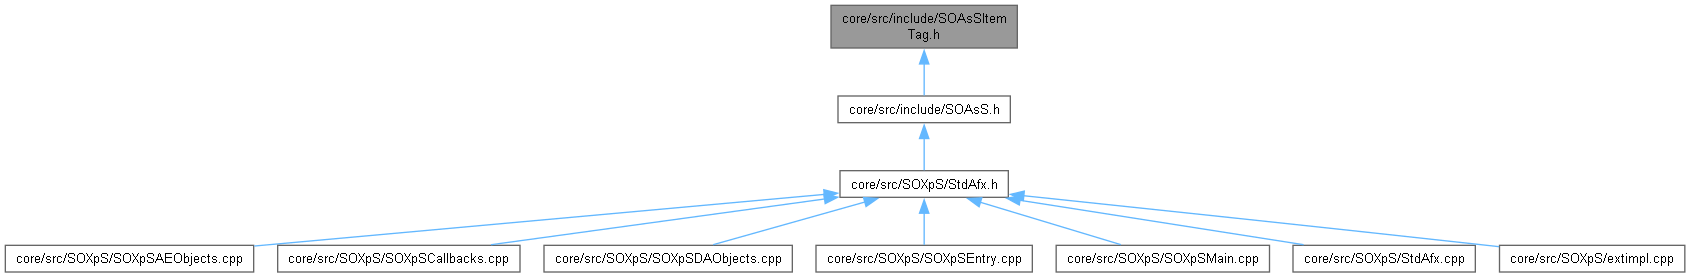 core/src/include/SOAsSItem
Tag.h
core/src/include/SOAsS.h
core/src/SOXpS/StdAfx.h
core/src/SOXpS/SOXpSAEObjects.cpp
core/src/SOXpS/SOXpSCallbacks.cpp
core/src/SOXpS/SOXpSDAObjects.cpp
core/src/SOXpS/SOXpSEntry.cpp
core/src/SOXpS/SOXpSMain.cpp
core/src/SOXpS/StdAfx.cpp
core/src/SOXpS/extimpl.cpp